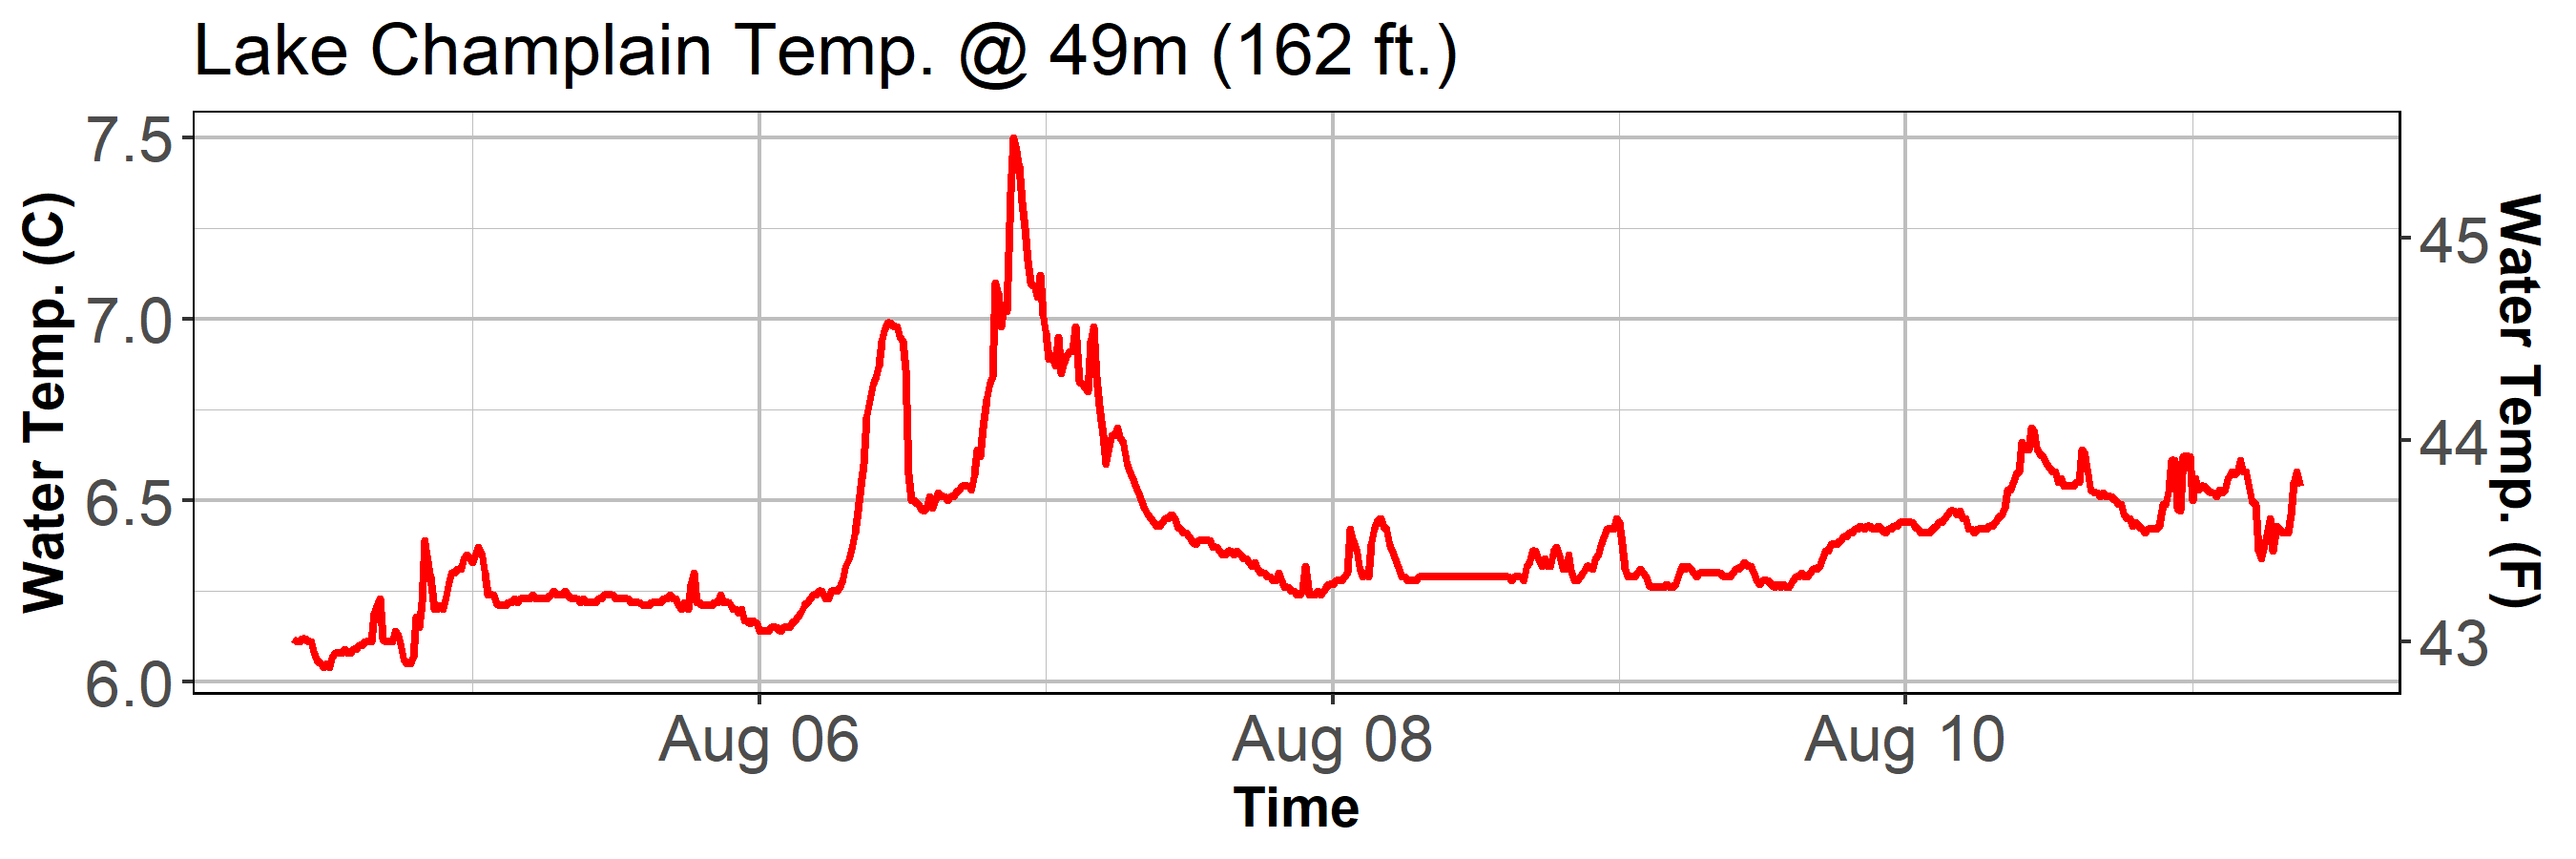 Lake Champlain Temp. @ 49m (162 ft.)
Water Temp. (C)
7.5
7.0
6.5
6.0
45
44
43
Water Temp. (F)
Aug 06 Aug 08 Aug 10
Time